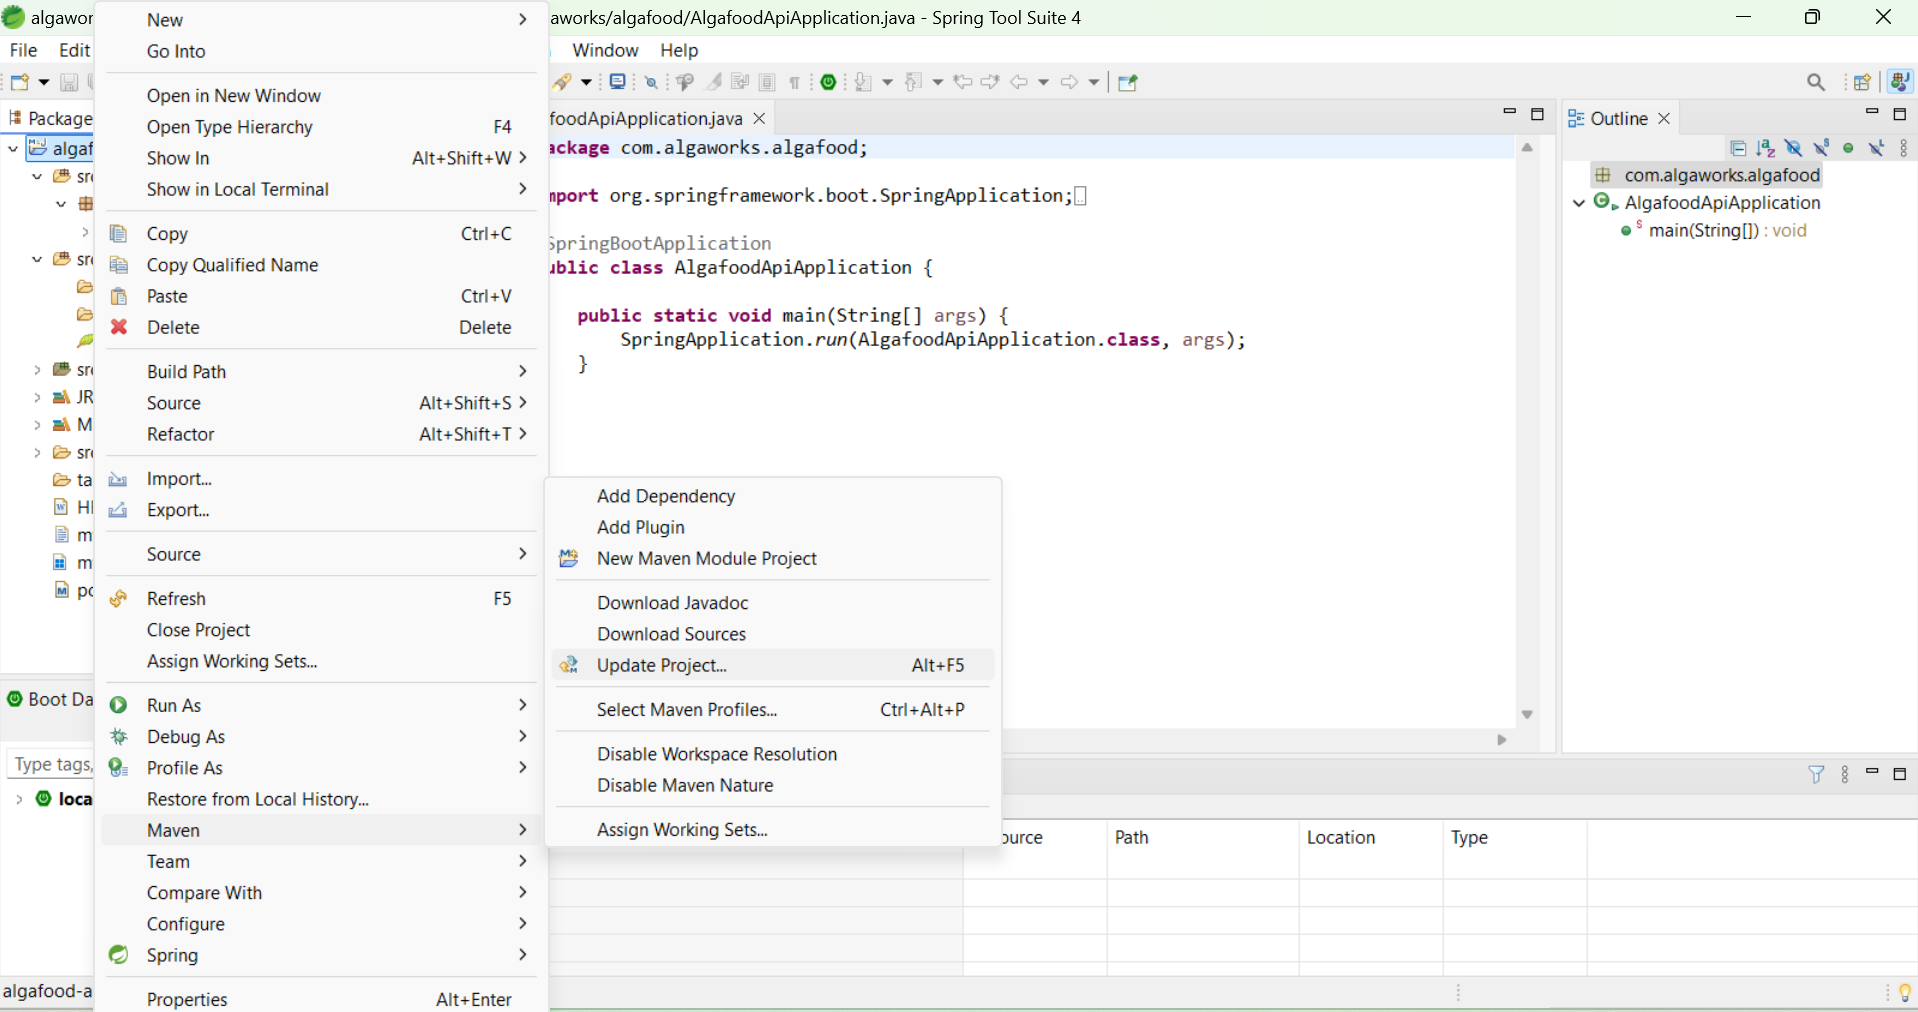 algawor
aworks/algafood/AlgafoodApiApplication.java - Spring Tool Suite 4
File Edit
Window Help
Package
algaf
src
src
src
JR
M
src
ta
HE
m
m
po
Boot Da
Type tags,
loca
algafood-a
New
Go Into
Open in New Window
Open Type Hierarchy F4
Show In Alt+Shift+W
Show in Local Terminal
Copy Ctrl+C
Copy Qualified Name
Paste Ctrl+V
Delete Delete
Build Path
Source Alt+Shift+S
Refactor Alt+Shift+T
Import...
Export...
Source
Refresh F5
Close Project
Assign Working Sets...
Run As
Debug As
Profile As
Restore from Local History...
Maven
Team
Compare With
Configure
Spring
Properties Alt+Enter
Add Dependency
Add Plugin
New Maven Module Project
Download Javadoc
Download Sources
Update Project... Alt+F5
Select Maven Profiles... Ctrl+Alt+P
Disable Workspace Resolution
Disable Maven Nature
Assign Working Sets...
foodApiApplication.java
ackage com.algaworks.algafood;
mport org.springframework.boot.SpringApplication;
SpringBootApplication
ublic class AlgafoodApiApplication {
public static void main(String[] args) {
SpringApplication.run(AlgafoodApiApplication.class, args);
}
Outline
com.algaworks.algafood
AlgafoodApiApplication
main(String[]) : void
ource Path Location Type